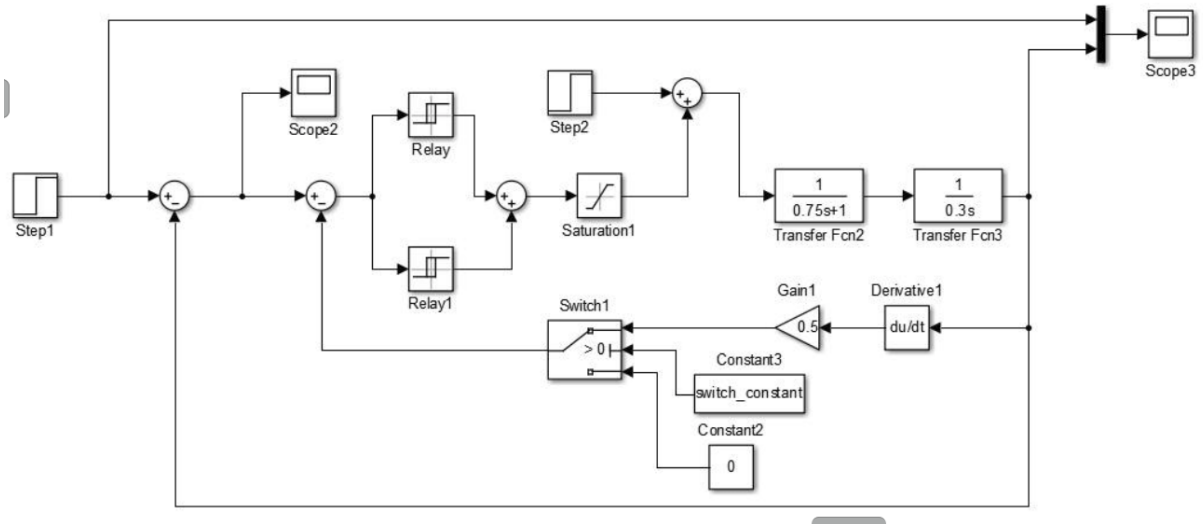 Scope3
Scope2
Step2
+
+
Relay
+
−
+
−
+
+
1
0.75s+1
1
0.3s
Step1
Saturation1
Transfer Fcn2
Transfer Fcn3
Relay1
Gain1
Derivative1
Switch1
0.5
du/dt
> 0
Constant3
switch_constant
Constant2
0